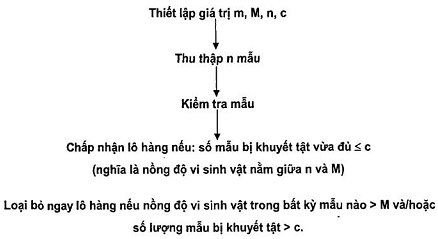 Thiết lập giá trị m, M, n, c
Thu thập n mẫu
Kiểm tra mẫu
Chấp nhận lô hàng nếu: số mẫu bị khuyết tật vừa đủ ≤ c
(nghĩa là nồng độ vi sinh vật nằm giữa n và M)
Loại bỏ ngay lô hàng nếu nồng độ vi sinh vật trong bất kỳ mẫu nào > M và/hoặc
số lượng mẫu bị khuyết tật > c.